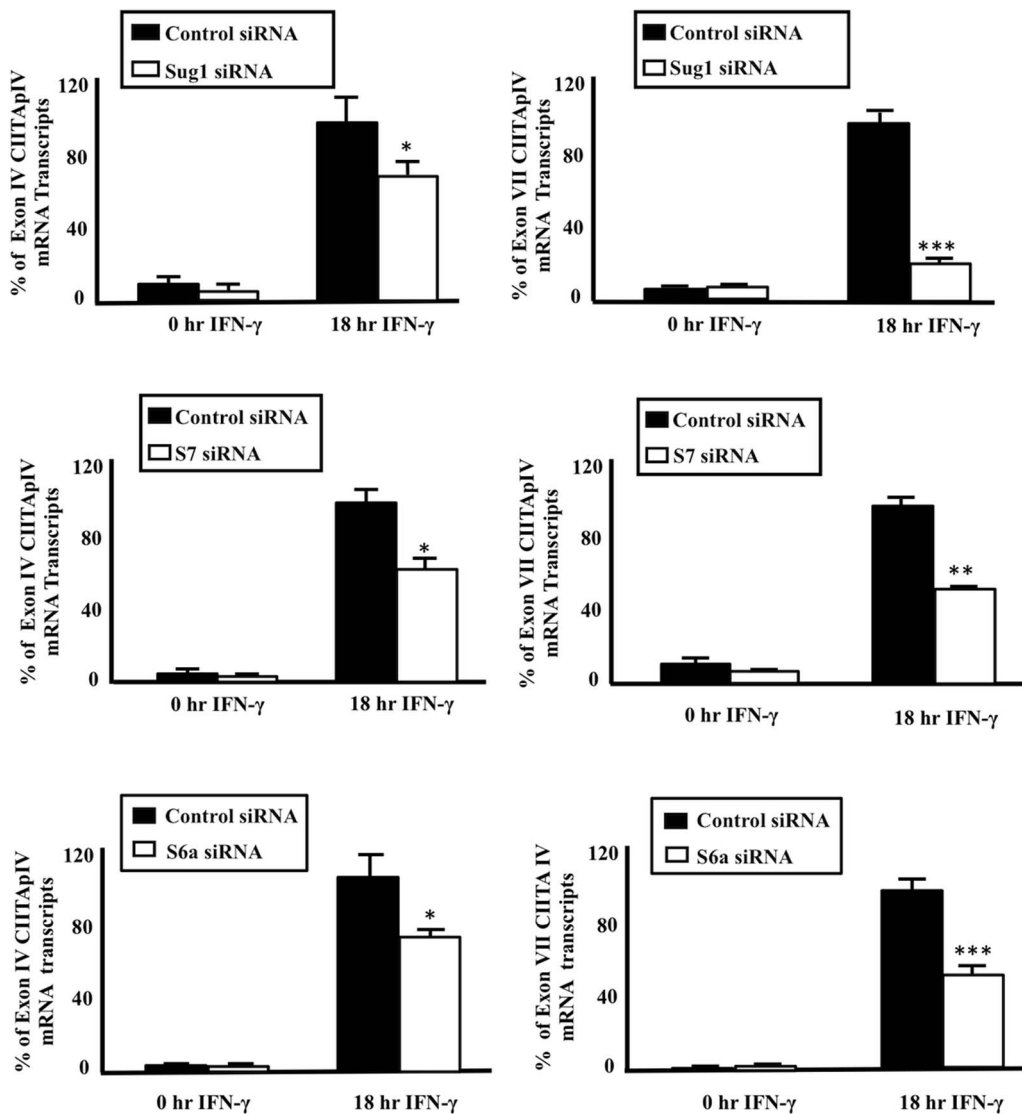 Control siRNA
Sug1 siRNA
% of Exon IV CIITApIV
mRNA Transcripts
120
80
40
0
*
0 hr IFN-γ
18 hr IFN-γ
Control siRNA
Sug1 siRNA
% of Exon VII CIITApIV
mRNA Transcripts
120
80
40
0
***
0 hr IFN-γ
18 hr IFN-γ
Control siRNA
S7 siRNA
% of Exon IV CIITApIV
mRNA Transcripts
120
80
40
0
*
0 hr IFN-γ
18 hr IFN-γ
Control siRNA
S7 siRNA
% of Exon VII CIITApIV
mRNA Transcripts
120
80
40
0
**
0 hr IFN-γ
18 hr IFN-γ
Control siRNA
S6a siRNA
% of Exon IV CIITApIV
mRNA transcripts
120
80
40
0
*
0 hr IFN-γ
18 hr IFN-γ
Control siRNA
S6a siRNA
% of Exon VII CIITA IV
mRNA transcripts
120
80
40
0
***
0 hr IFN-γ
18 hr IFN-γ